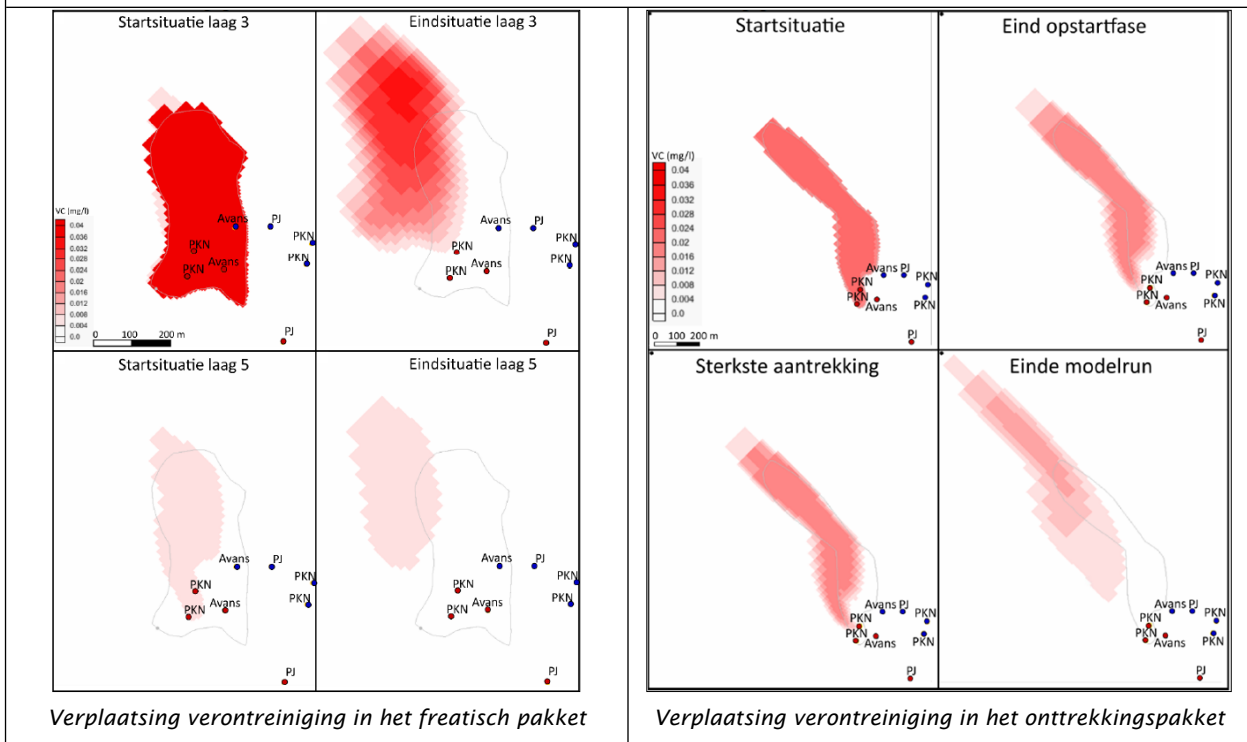 Startsituatie laag 3
Eindsituatie laag 3
VC (mg/l)
0.04
0.036
0.032
0.028
0.024
0.020
0.016
0.012
0.008
0.004
0.0
0 100 200 m
Avans
PJ
PKN
PKN
PKN
Avans
PKN
PJ
Avans
PJ
PKN
PKN
PKN
Avans
PKN
PJ
Startsituatie laag 5
Eindsituatie laag 5
Avans
PJ
PKN
PKN
PKN
Avans
PKN
PJ
Avans
PJ
PKN
PKN
PKN
Avans
PKN
PJ
Verplaatsing verontreiniging in het freatisch pakket
Startsituatie
Eind opstartfase
VC (mg/l)
0.04
0.036
0.032
0.028
0.024
0.020
0.016
0.012
0.008
0.004
0.0
0 100 200 m
Avans
PJ
PKN
PKN
PKN
PKN
Avans
PJ
Avans
PJ
PKN
PKN
PKN
PKN
Avans
PJ
Sterkste aantrekking
Einde modelrun
Avans
PJ
PKN
PKN
PKN
PKN
Avans
PJ
Avans
PJ
PKN
PKN
PKN
PKN
Avans
PJ
Verplaatsing verontreiniging in het onttrekkingspakket